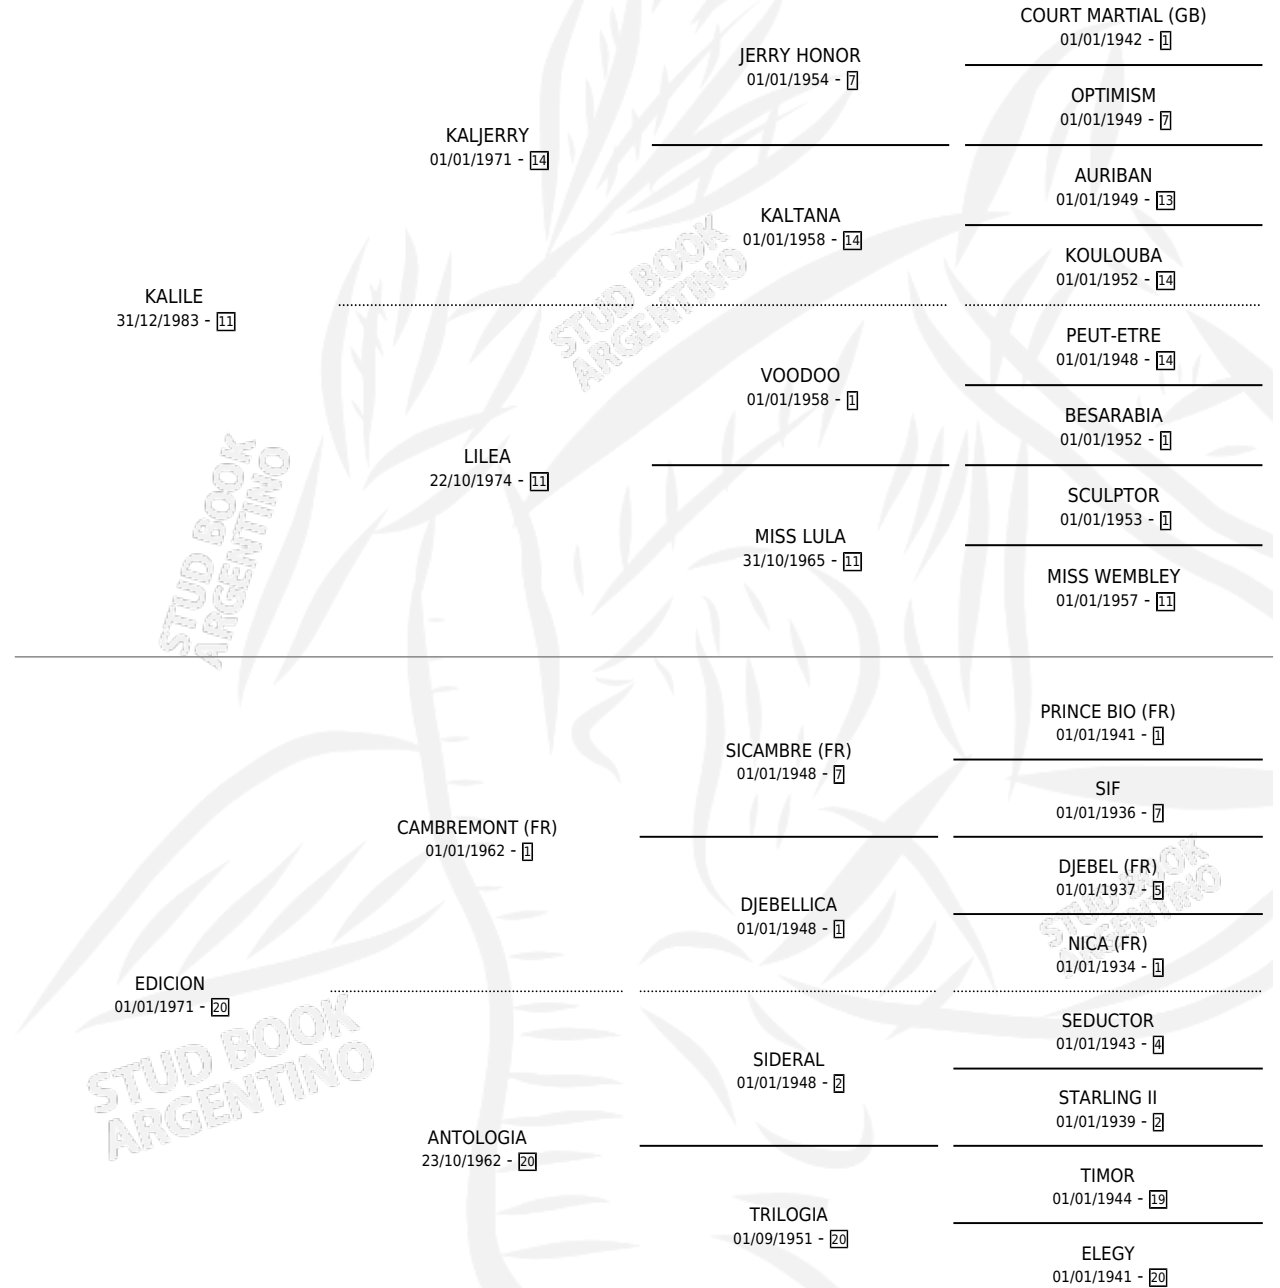 COURT MARTIAL (GB)
01/01/1942 - 1
JERRY HONOR
01/01/1954 - 7
OPTIMISM
01/01/1949 - 7
KALJERRY
01/01/1971 - 14
AURIBAN
01/01/1949 - 13
KALTANA
01/01/1958 - 14
KOULOUBA
01/01/1952 - 14
KALILE
31/12/1983 - 11
PEUT-ETRE
01/01/1948 - 14
VOODOO
01/01/1958 - 1
BESARABIA
01/01/1952 - 1
LILEA
22/10/1974 - 11
SCULPTOR
01/01/1953 - 1
MISS LULA
31/10/1965 - 11
MISS WEMBLEY
01/01/1957 - 11
STUD BOOK
ARGENTINO
STUD BOOK
ARGENTINO
PRINCE BIO (FR)
01/01/1941 - 1
SICAMBRE (FR)
01/01/1948 - 7
SIF
01/01/1936 - 7
CAMBREMONT (FR)
01/01/1962 - 1
DJEBEL (FR)
01/01/1937 - 5
DJEBELLICA
01/01/1948 - 1
NICA (FR)
01/01/1934 - 1
EDICION
01/01/1971 - 20
SEDUCTOR
01/01/1943 - 4
SIDERAL
01/01/1948 - 2
STARLING II
01/01/1939 - 2
ANTOLOGIA
23/10/1962 - 20
TIMOR
01/01/1944 - 19
TRILOGIA
01/09/1951 - 20
ELEGY
01/01/1941 - 20
STUD BOOK
ARGENTINO
STUD BOOK
ARGENTINO